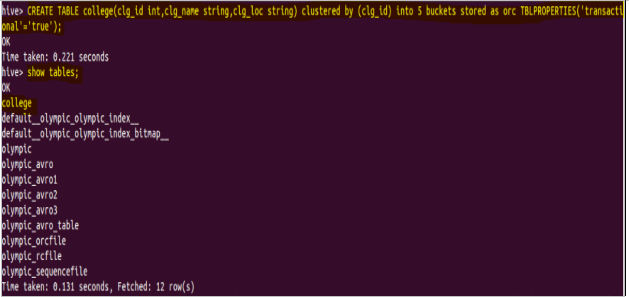 hive> CREATE TABLE college(clg_id int,clg_name string,clg_loc string) clustered by (clg_id) into 5 buckets stored as orc TBLPROPERTIES('transacti
onal'='true');
OK
Time taken: 0.221 seconds
hive> show tables;
OK
college
default__olympic_olympic_index__
default__olympic_olympic_index_bitmap__
olympic
olympic_avro
olympic_avro1
olympic_avro2
olympic_avro3
olympic_avro_table
olympic_orcfile
olympic_rcfile
olympic_sequencefile
Time taken: 0.131 seconds, Fetched: 12 row(s)